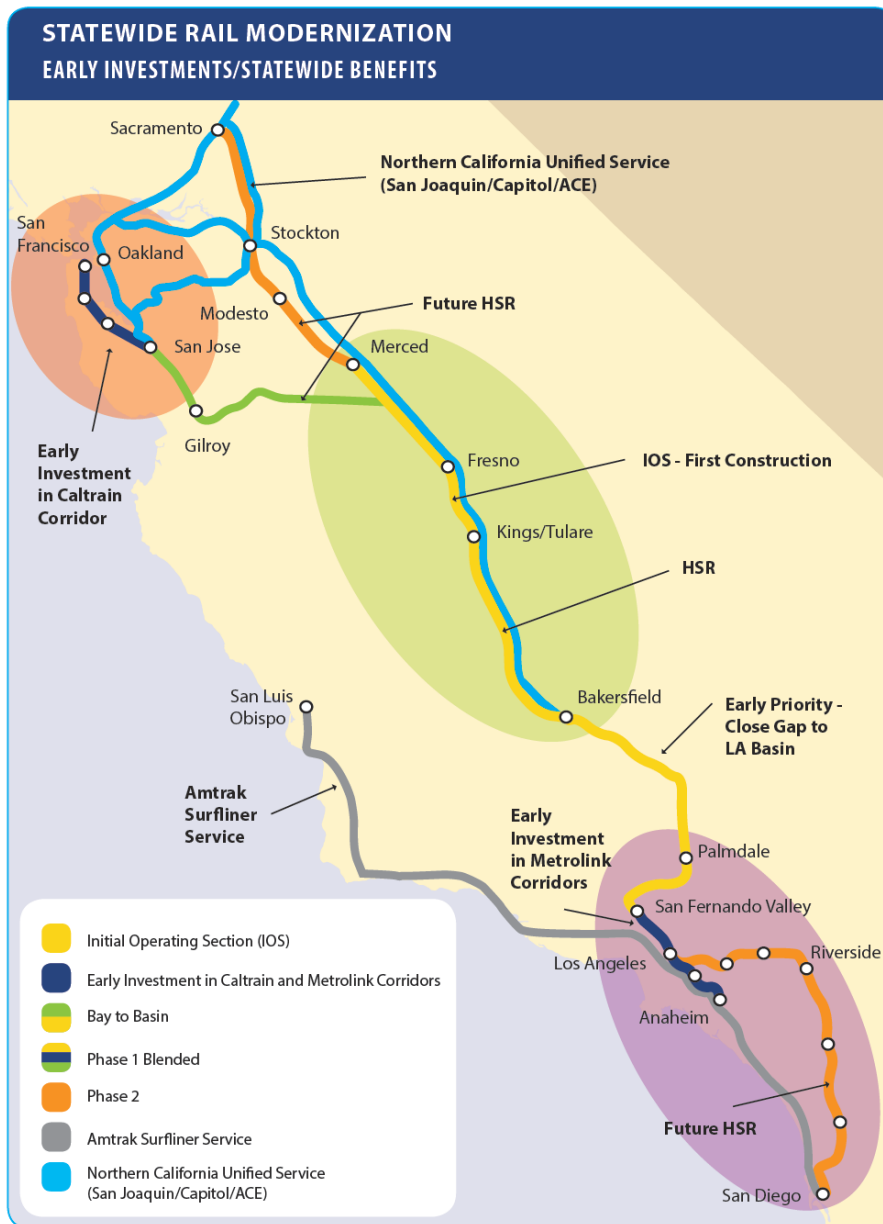 STATEWIDE RAIL MODERNIZATION
EARLY INVESTMENTS/STATEWIDE BENEFITS
Sacramento
Northern California Unified Service
(San Joaquin/Capitol/ACE)
San
Francisco
Oakland
Stockton
Modesto
Future HSR
San Jose
Merced
Gilroy
Early
Investment
in Caltrain
Corridor
Fresno
IOS - First Construction
Kings/Tulare
HSR
San Luis
Obispo
Bakersfield
Early Priority -
Close Gap to
LA Basin
Amtrak
Surfliner
Service
Early
Investment
in Metrolink
Corridors
Palmdale
San Fernando Valley
Los Angeles
Riverside
Anaheim
Future HSR
San Diego
Initial Operating Section (IOS)
Early Investment in Caltrain and Metrolink Corridors
Bay to Basin
Phase 1 Blended
Phase 2
Amtrak Surfliner Service
Northern California Unified Service
(San Joaquin/Capitol/ACE)